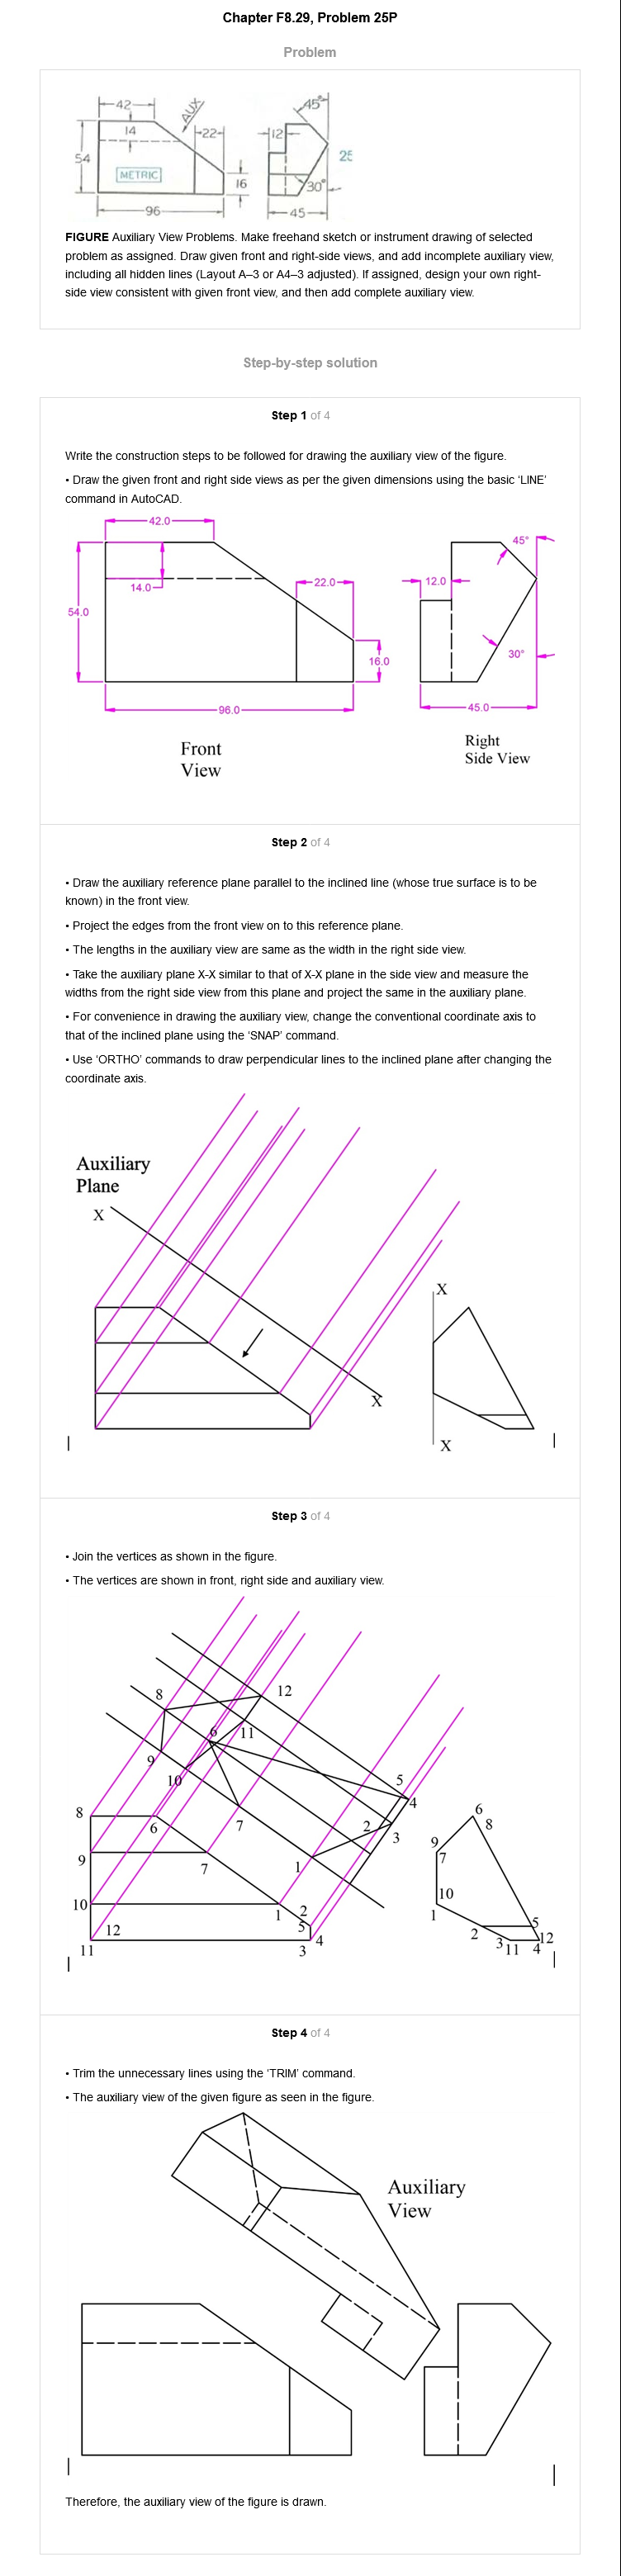 Chapter F8.29, Problem 25P
Problem
42
AUX
45°
14
22
12
54
25
METRIC
16
30°
96
45
FIGURE Auxiliary View Problems. Make freehand sketch or instrument drawing of selected
problem as assigned. Draw given front and right-side views, and add incomplete auxiliary view,
including all hidden lines (Layout A–3 or A4–3 adjusted). If assigned, design your own right-
side view consistent with given front view, and then add complete auxiliary view.
Step-by-step solution
Step 1 of 4
Write the construction steps to be followed for drawing the auxiliary view of the figure.
• Draw the given front and right side views as per the given dimensions using the basic ‘LINE’
command in AutoCAD.
42.0
45°
14.0
22.0
12.0
54.0
30°
16.0
96.0
45.0
Front
View
Right
Side View
Step 2 of 4
• Draw the auxiliary reference plane parallel to the inclined line (whose true surface is to be
known) in the front view.
• Project the edges from the front view on to this reference plane.
• The lengths in the auxiliary view are same as the width in the right side view.
• Take the auxiliary plane X-X similar to that of X-X plane in the side view and measure the
widths from the right side view from this plane and project the same in the auxiliary plane.
• For convenience in drawing the auxiliary view, change the conventional coordinate axis to
that of the inclined plane using the ‘SNAP’ command.
• Use ‘ORTHO’ commands to draw perpendicular lines to the inclined plane after changing the
coordinate axis.
Auxiliary
Plane
X
X
X
X
Step 3 of 4
• Join the vertices as shown in the figure.
• The vertices are shown in front, right side and auxiliary view.
8
12
6
11
9
10
5
4
8
6
7
2
3
6
8
9
7
9
7
1
10
10
1
2
5
1
2
5
12
4
3
11
4
12
11
3
Step 4 of 4
• Trim the unnecessary lines using the ‘TRIM’ command.
• The auxiliary view of the given figure as seen in the figure.
Auxiliary
View
Therefore, the auxiliary view of the figure is drawn.